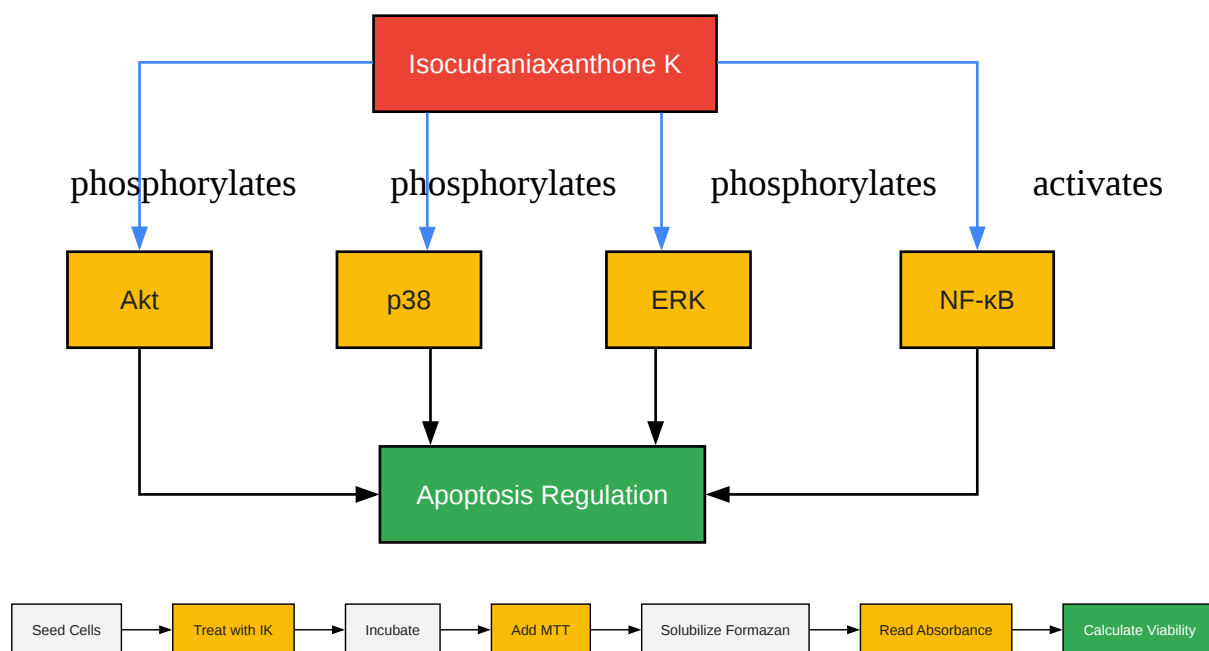 Isocudraniaxanthone K
phosphorylates phosphorylates phosphorylates activates
Akt p38 ERK NF-κB
Apoptosis Regulation
Seed Cells Treat with IK Incubate Add MTT Solubilize Formazan Read Absorbance Calculate Viability